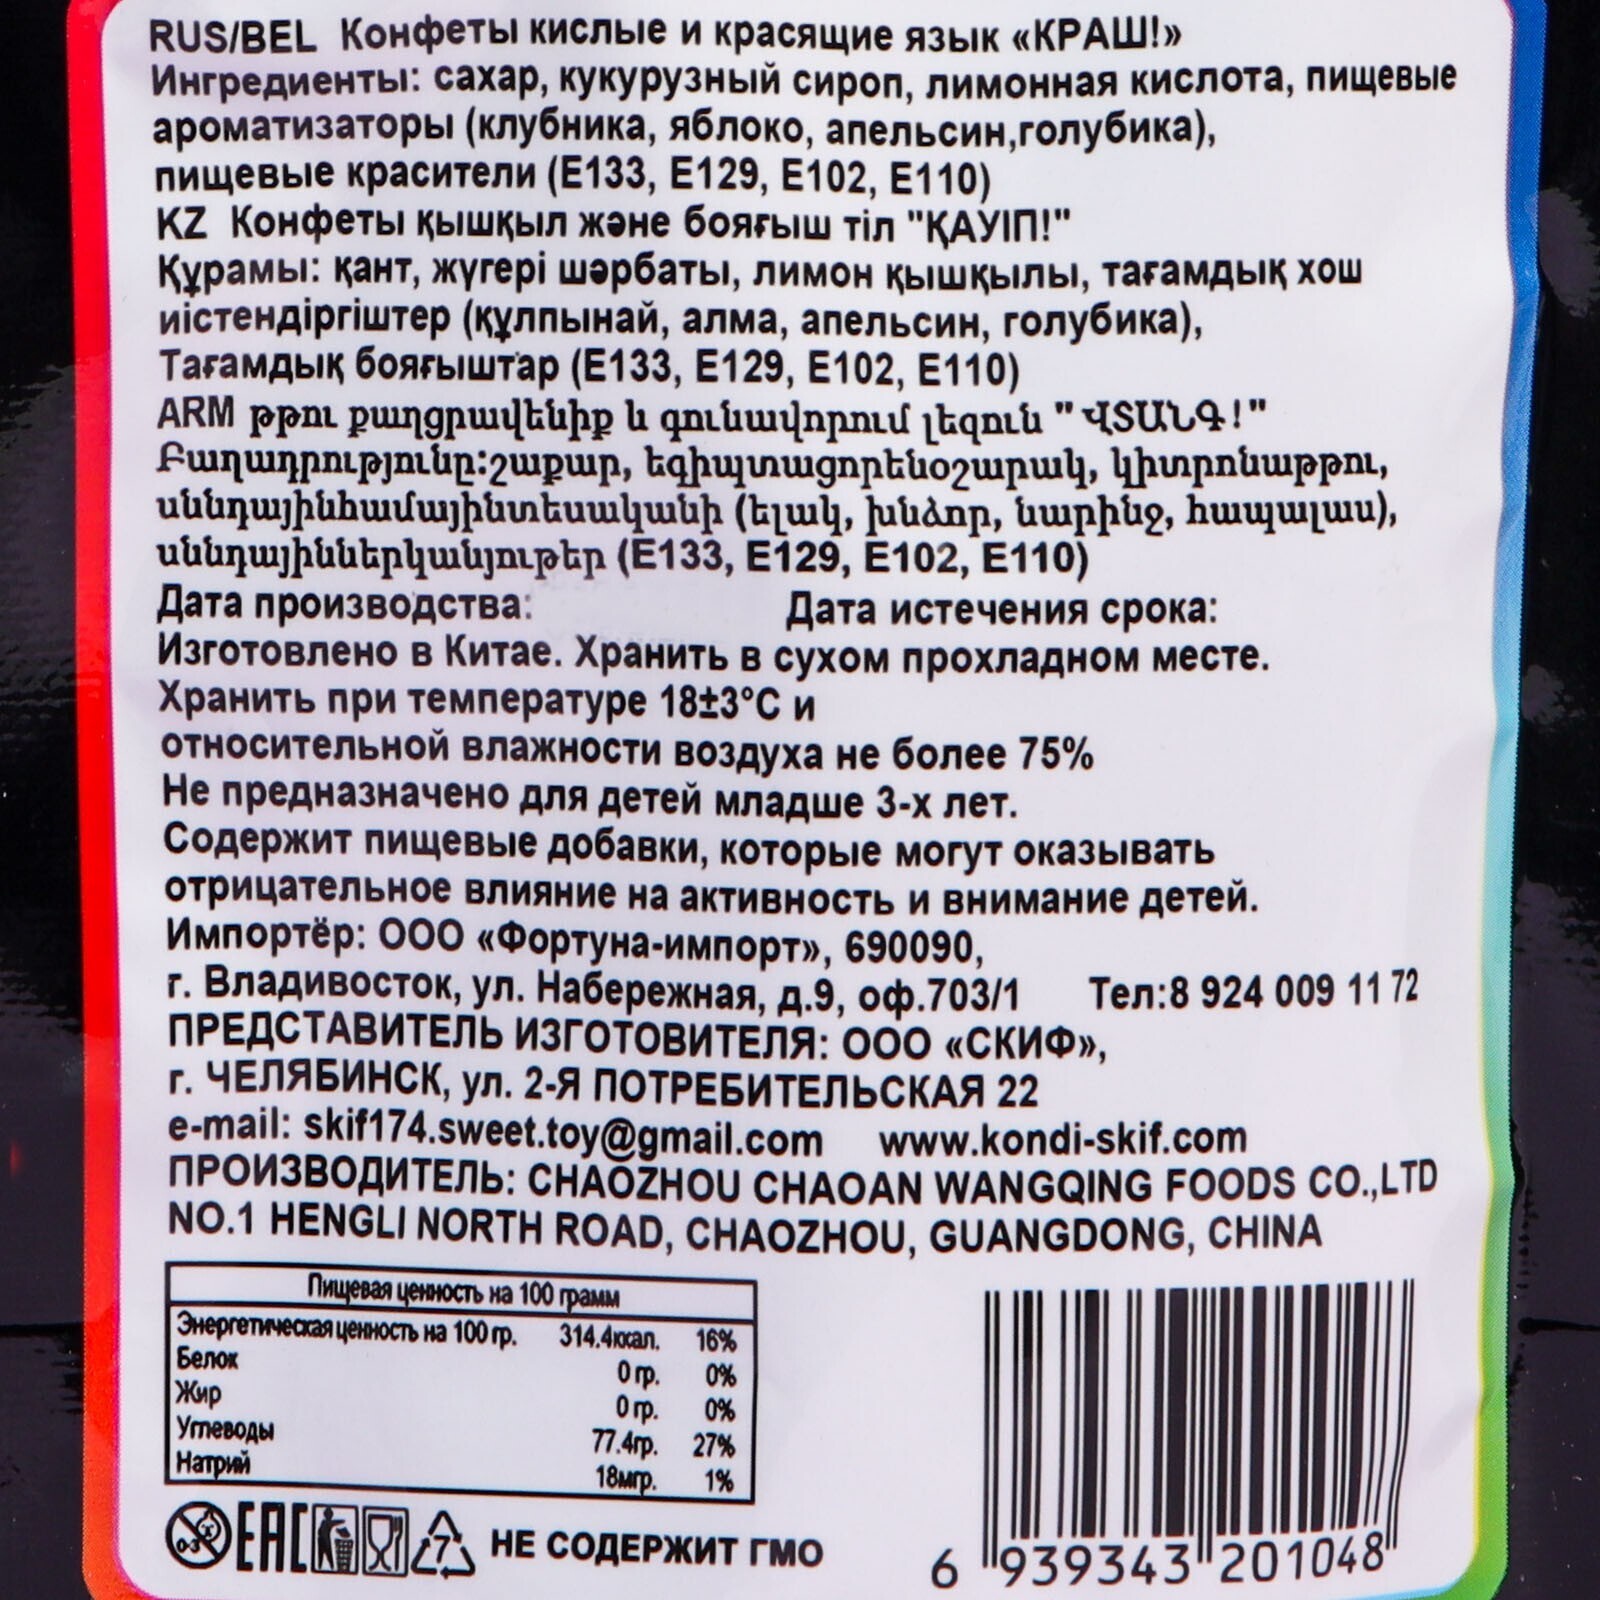 RUS/BEL Конфеты кислые и красящие язык «КРАШ!»
Ингредиенты: сахар, кукурузный сироп, лимонная кислота, пищевые
ароматизаторы (клубника, яблоко, апельсин,голубика),
пищевые красители (E133, E129, E102, E110)
KZ Конфеты қышқыл және бояғыш тіл "ҚАУІП!"
Құрамы: қант, жүгері шәрбаты, лимон қышқылы, тағамдық хош
иістендіргіштер (құлпынай, алма, апельсин, голубика),
Тағамдық бояғыштар (E133, E129, E102, E110)
ARM թթու քաղցրավենիք և գունավորում լեզուն "ՎՏԱՆԳ!"
Բաղադրությունը:շաքար, եգիպտացորենօշարակ, կիտրոնաթթու,
սննդայինհամայինտեսականի (ելակ, խնձոր, նարինջ, հապալաս),
սննդայիններկանյութեր (E133, E129, E102, E110)
Дата производства: Дата истечения срока:
Изготовлено в Китае. Хранить в сухом прохладном месте.
Хранить при температуре 18±3°C и
относительной влажности воздуха не более 75%
Не предназначено для детей младше 3-х лет.
Содержит пищевые добавки, которые могут оказывать
отрицательное влияние на активность и внимание детей.
Импортёр: ООО «Фортуна-импорт», 690090,
г. Владивосток, ул. Набережная, д.9, оф.703/1 Тел:8 924 009 11 72
ПРЕДСТАВИТЕЛЬ ИЗГОТОВИТЕЛЯ: ООО «СКИФ»,
г. ЧЕЛЯБИНСК, ул. 2-Я ПОТРЕБИТЕЛЬСКАЯ 22
e-mail: skif174.sweet.toy@gmail.com www.kondi-skif.com
ПРОИЗВОДИТЕЛЬ: CHAOZHOU CHAOAN WANGQING FOODS CO.,LTD
NO.1 HENGLI NORTH ROAD, CHAOZHOU, GUANGDONG, CHINA
Пищевая ценность на 100 грамм
Энергетическая ценность на 100 гр. 314.4ккал. 16%
Белок 0 гр. 0%
Жир 0 гр. 0%
Углеводы 77.4гр. 27%
Натрий 18мгр. 1%
0-3 EAC 7 НЕ СОДЕРЖИТ ГМО
6 939343 201048